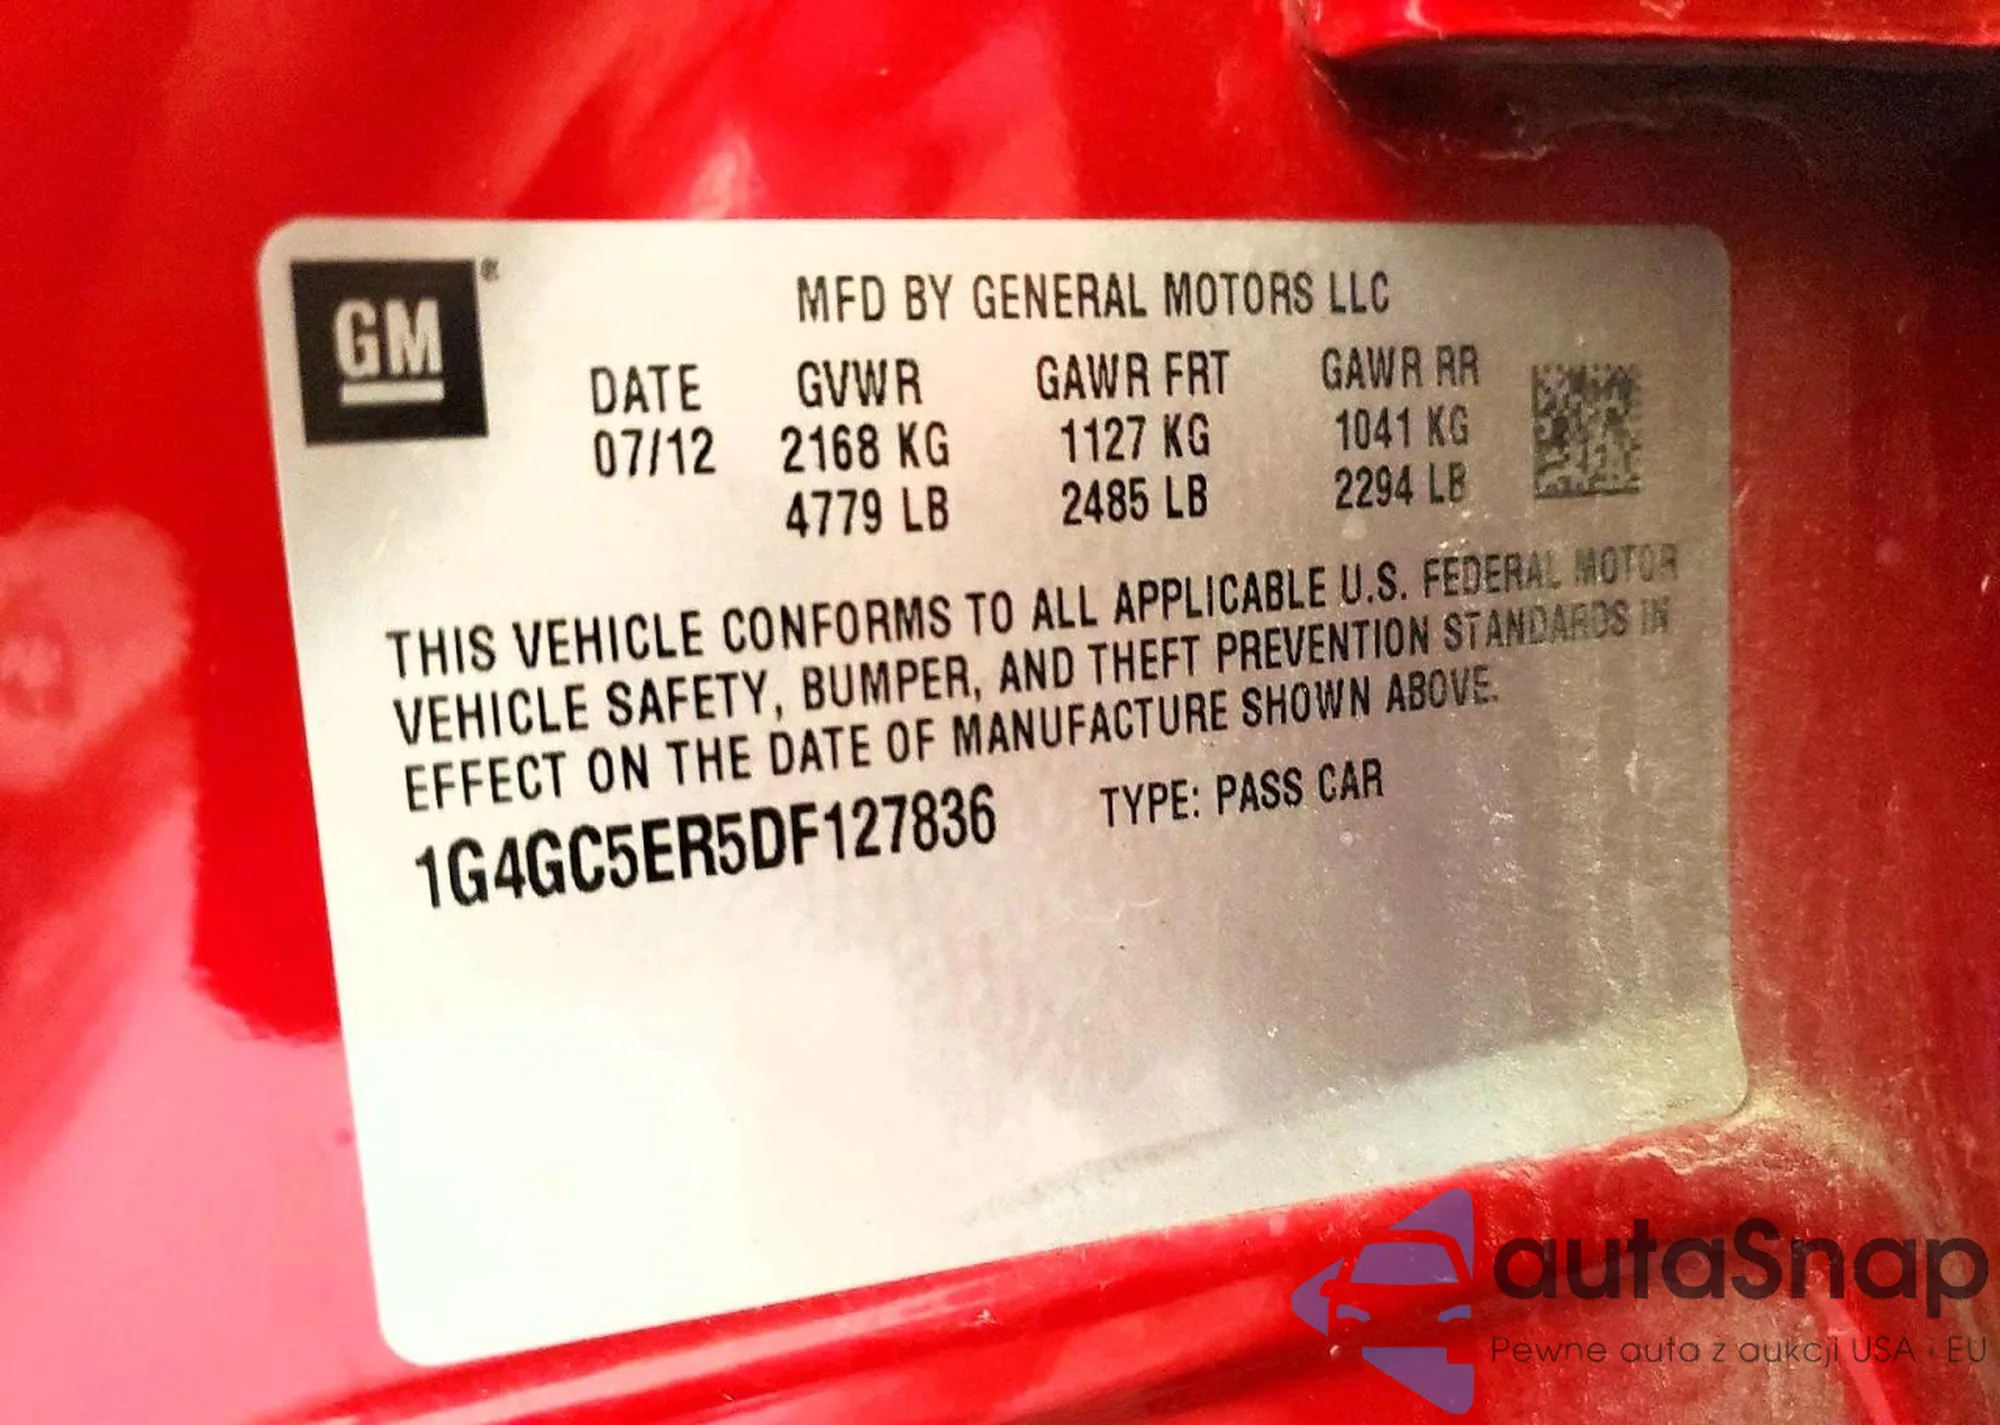 GM®
MFD BY GENERAL MOTORS LLC
DATE GVWR GAWR FRT GAWR RR
07/12 2168 KG 1127 KG 1041 KG
4779 LB 2485 LB 2294 LB
THIS VEHICLE CONFORMS TO ALL APPLICABLE U.S. FEDERAL MOTOR
VEHICLE SAFETY, BUMPER, AND THEFT PREVENTION STANDARDS IN
EFFECT ON THE DATE OF MANUFACTURE SHOWN ABOVE.
1G4GC5ER5DF127836 TYPE: PASS CAR
autaSnap
Pewne auta z aukcji USA i EU